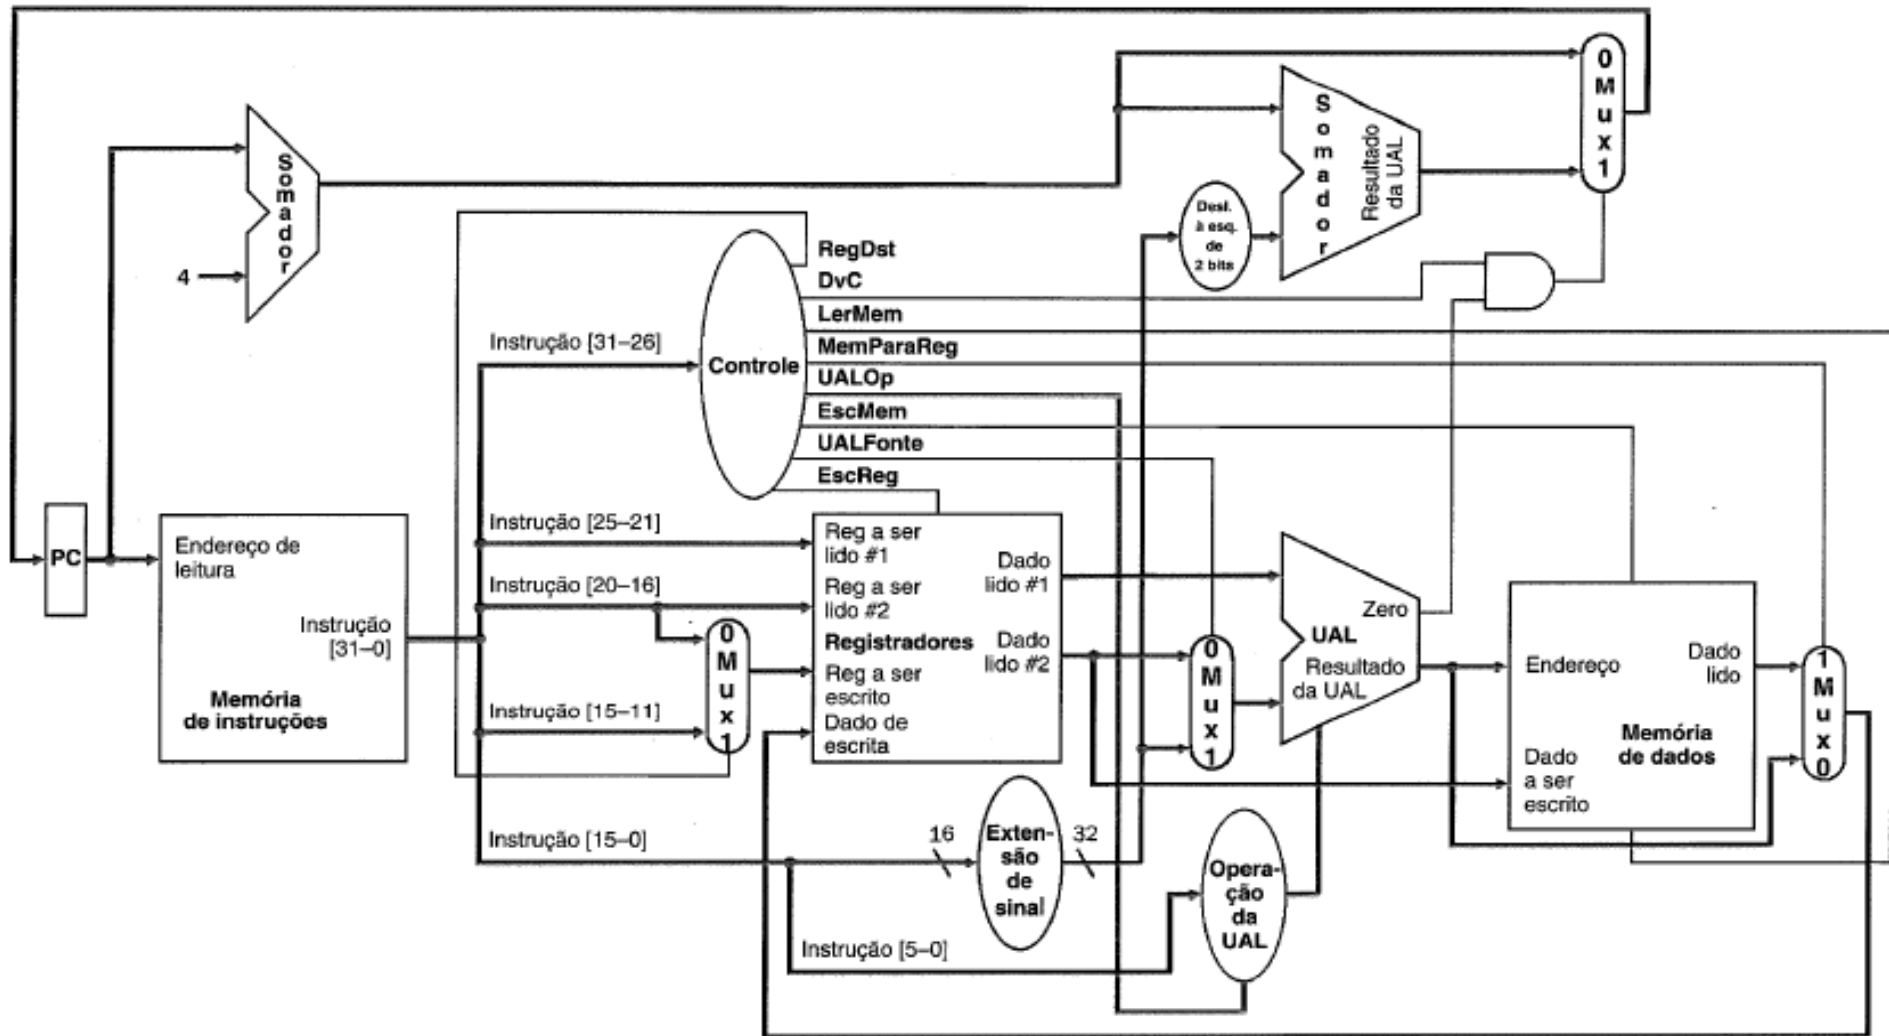 0
M
u
x
1
Somador
Somador
Resultado
da UAL
4
Desl.
à esq.
de
2 bits
RegDst
DvC
LerMem
MemParaReg
UALOp
EscMem
UALFonte
EscReg
Controle
Instrução [31–26]
Instrução [25–21]
Instrução [20–16]
Instrução [15–11]
Instrução [15–0]
Instrução [5–0]
PC
Endereço de
leitura
Instrução
[31–0]
Memória
de instruções
0
M
u
x
1
Reg a ser
lido #1
Reg a ser
lido #2
Registradores
Reg a ser
escrito
Dado de
escrita
Dado
lido #1
Dado
lido #2
0
M
u
x
1
Zero
UAL
Resultado
da UAL
Endereço
Dado
lido
Memória
de dados
Dado
a ser
escrito
1
M
u
x
0
16
Exten-
são
de
sinal
32
Opera-
ção
da
UAL